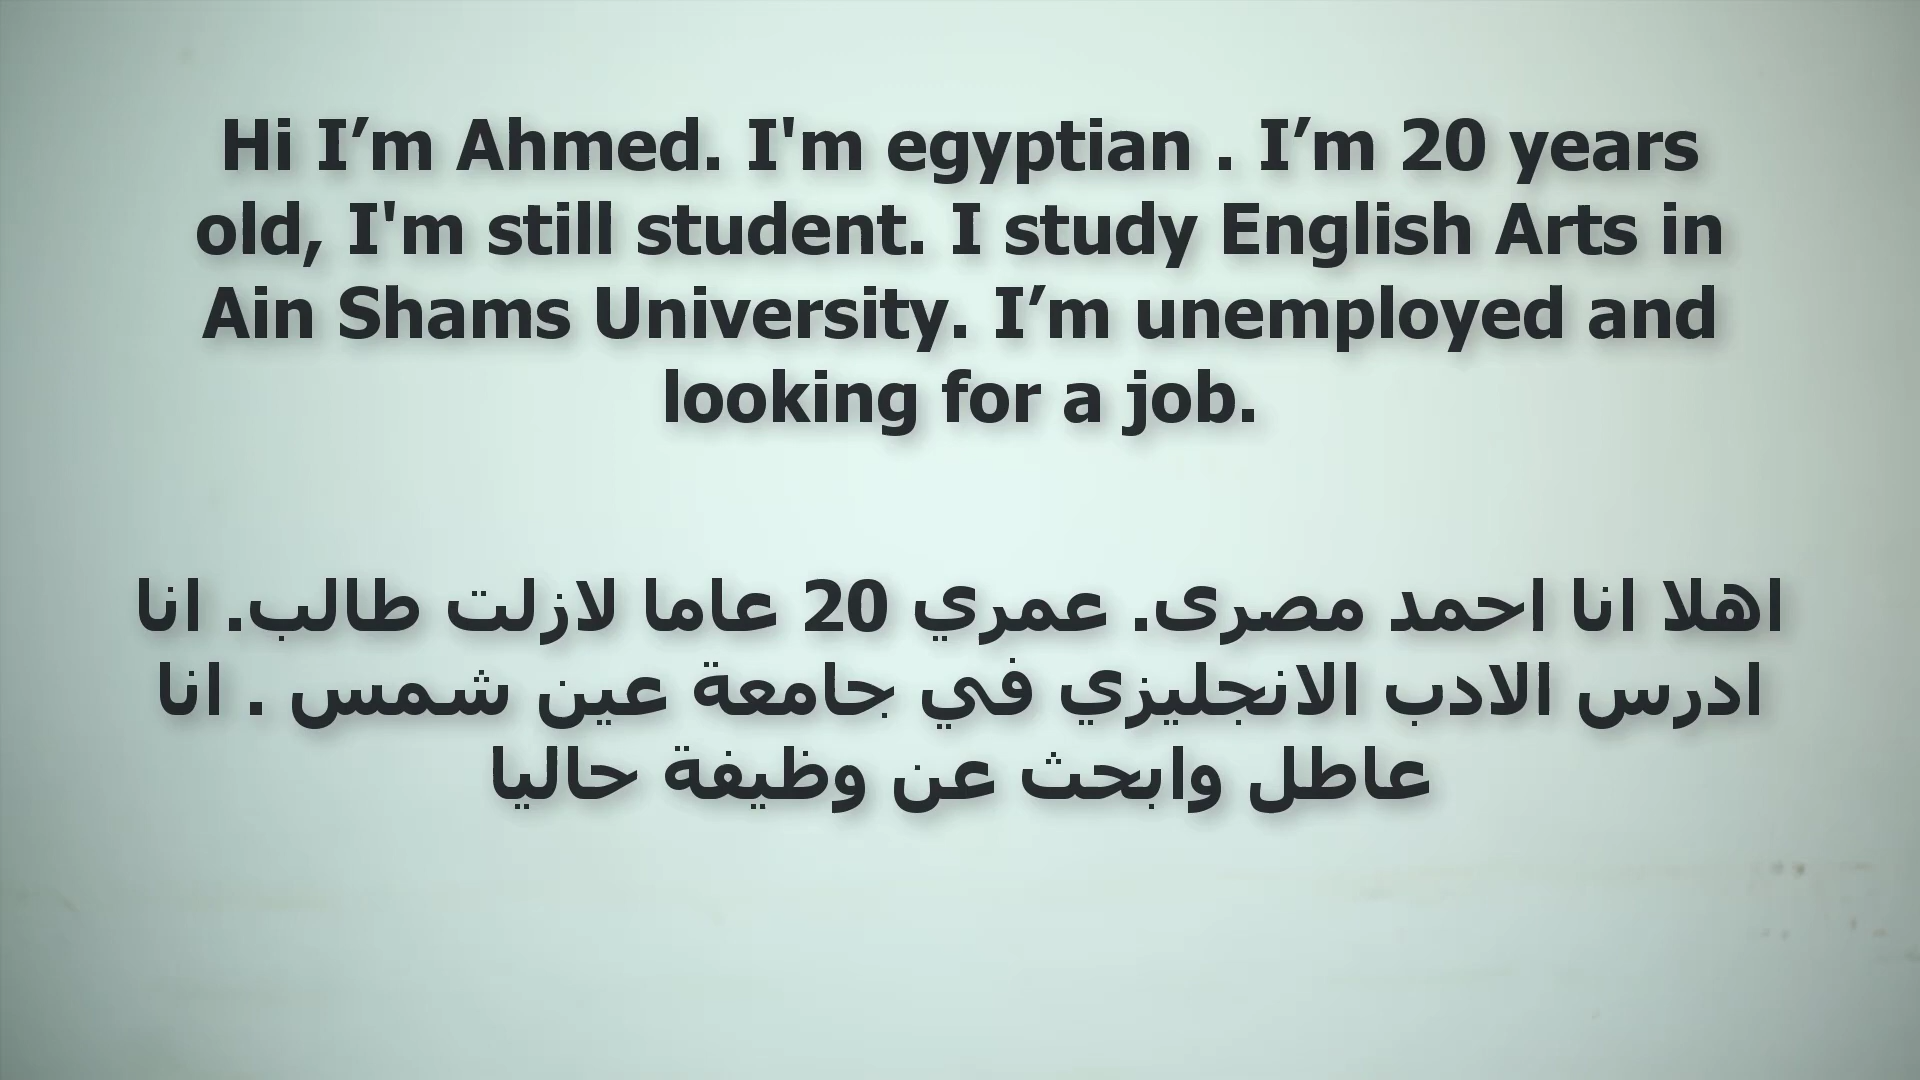 Hi I’m Ahmed. I'm egyptian . I’m 20 years
old, I'm still student. I study English Arts in
Ain Shams University. I’m unemployed and
looking for a job.
اهلا انا احمد مصرى. عمري 20 عاما لازلت طالب. انا
ادرس الادب الانجليزي في جامعة عين شمس . انا
عاطل وابحث عن وظيفة حاليا